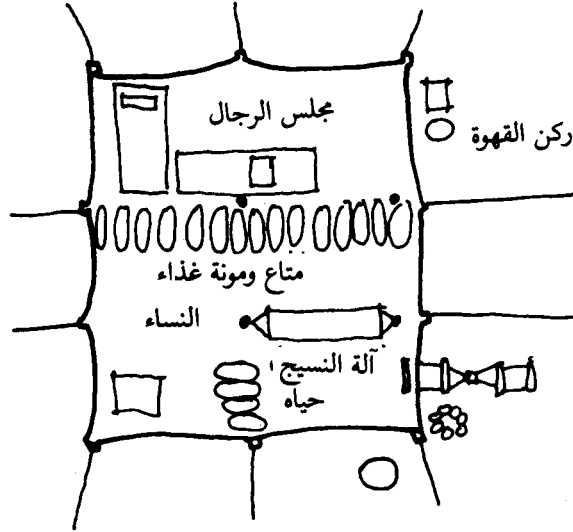 مجلس الرجال
ركن القهوة
متاع ومونة غذاء
النساء
آلة النسيج
حياه